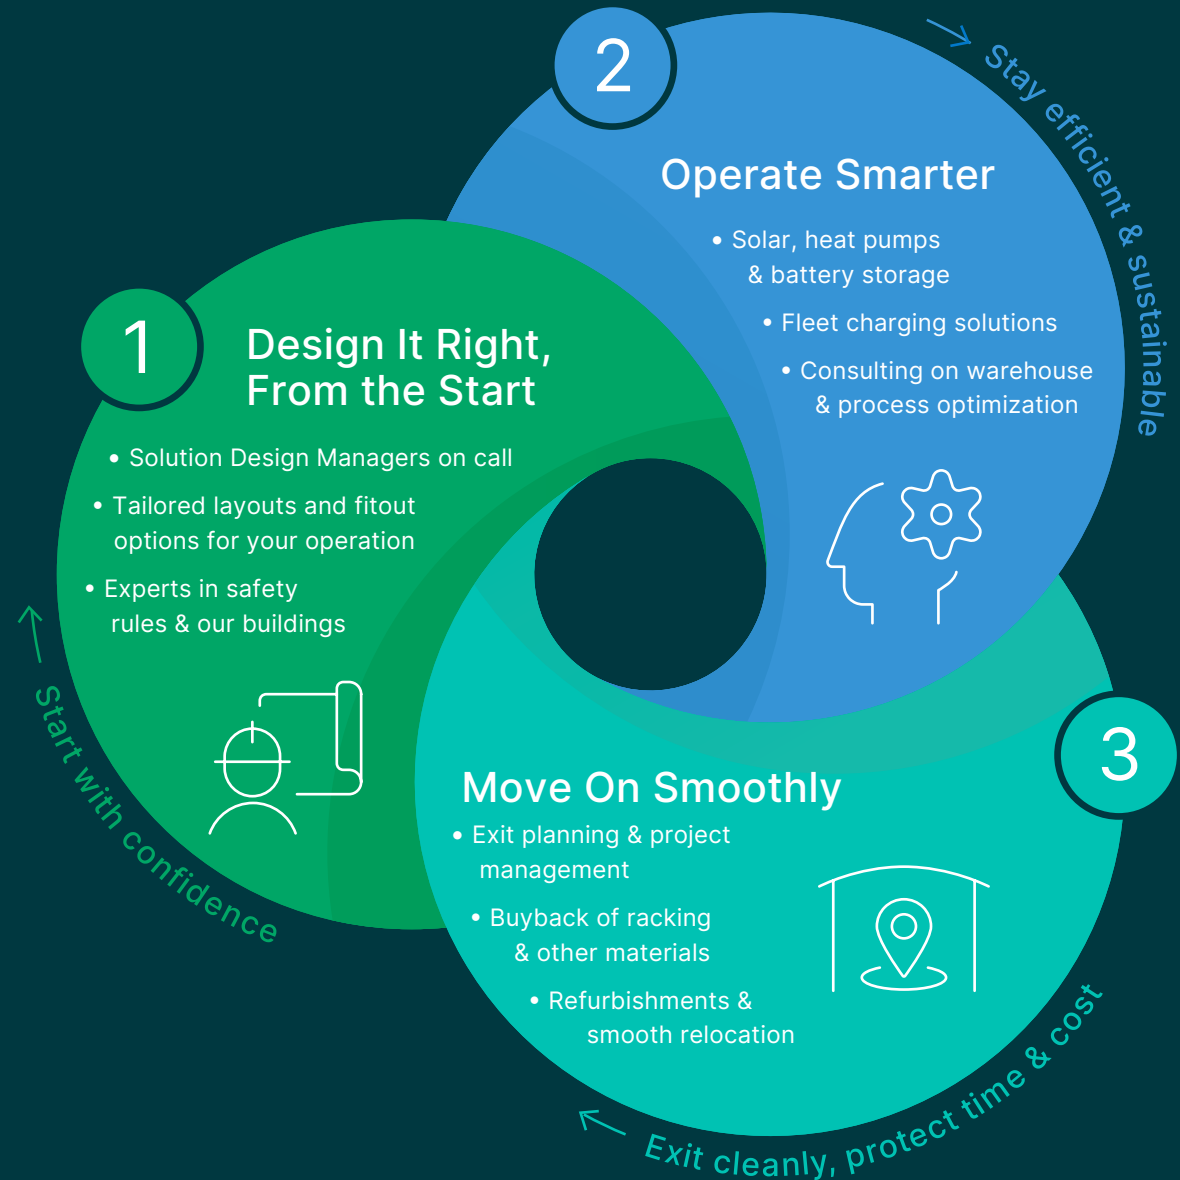 1
Design It Right,
From the Start
• Solution Design Managers on call
• Tailored layouts and fitout
options for your operation
• Experts in safety
rules & our buildings
Start with confidence
2
Operate Smarter
• Solar, heat pumps
& battery storage
• Fleet charging solutions
• Consulting on warehouse
& process optimization
Stay efficient & sustainable
3
Move On Smoothly
• Exit planning & project
management
• Buyback of racking
& other materials
• Refurbishments &
smooth relocation
Exit cleanly, protect time & cost